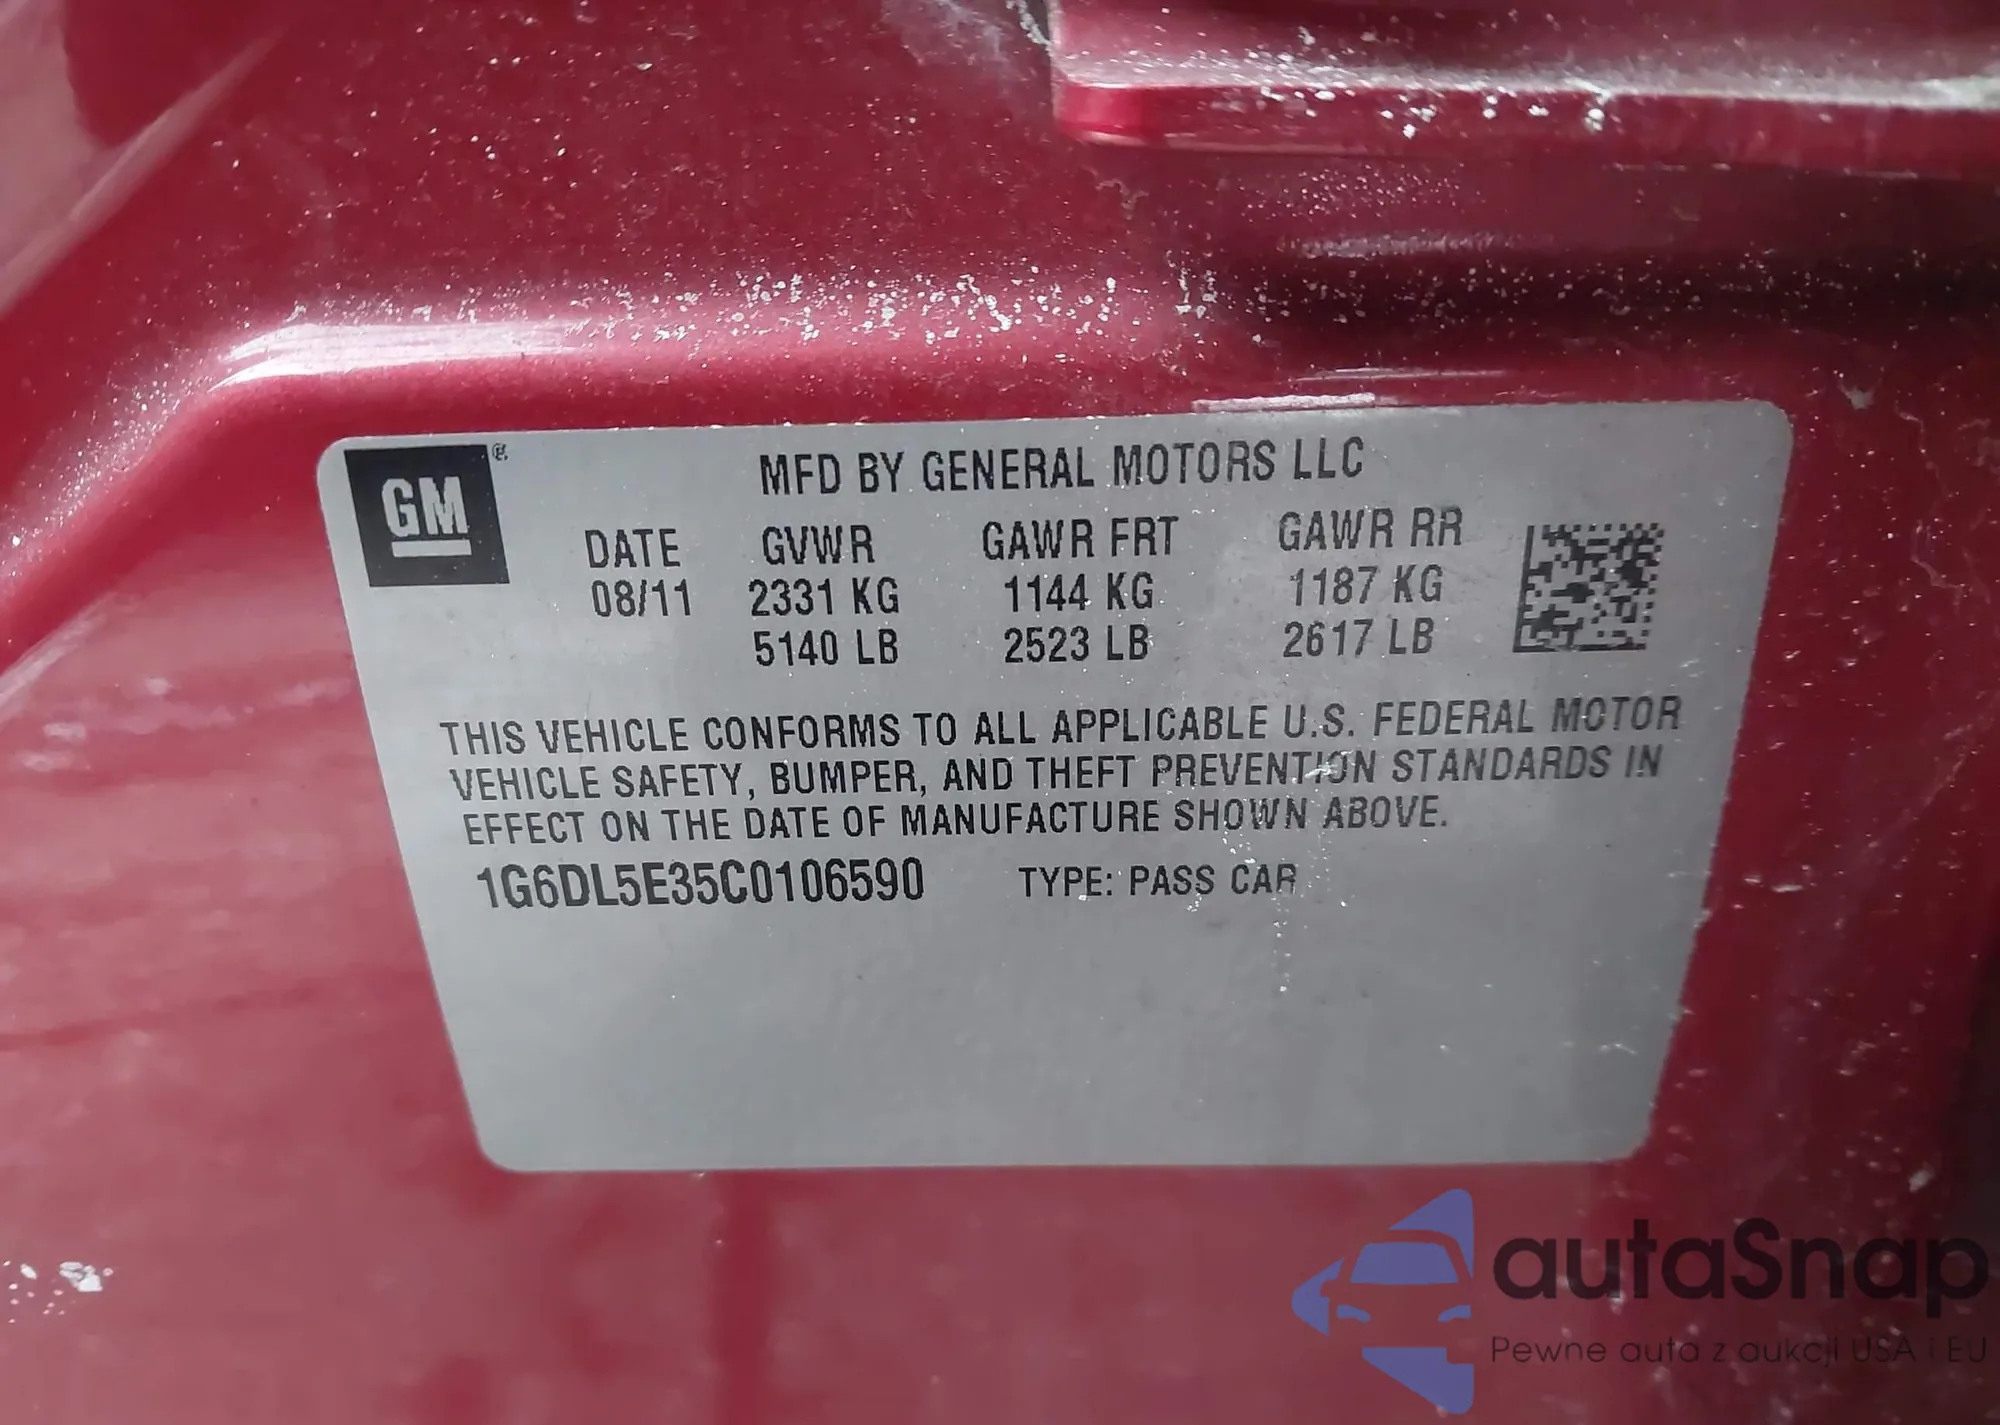 GM®
MFD BY GENERAL MOTORS LLC
DATE GVWR GAWR FRT GAWR RR
08/11 2331 KG 1144 KG 1187 KG
5140 LB 2523 LB 2617 LB
THIS VEHICLE CONFORMS TO ALL APPLICABLE U.S. FEDERAL MOTOR
VEHICLE SAFETY, BUMPER, AND THEFT PREVENTION STANDARDS IN
EFFECT ON THE DATE OF MANUFACTURE SHOWN ABOVE.
1G6DL5E35C0106590 TYPE: PASS CAR
autaSnap
Pewne auta z aukcji USA i EU